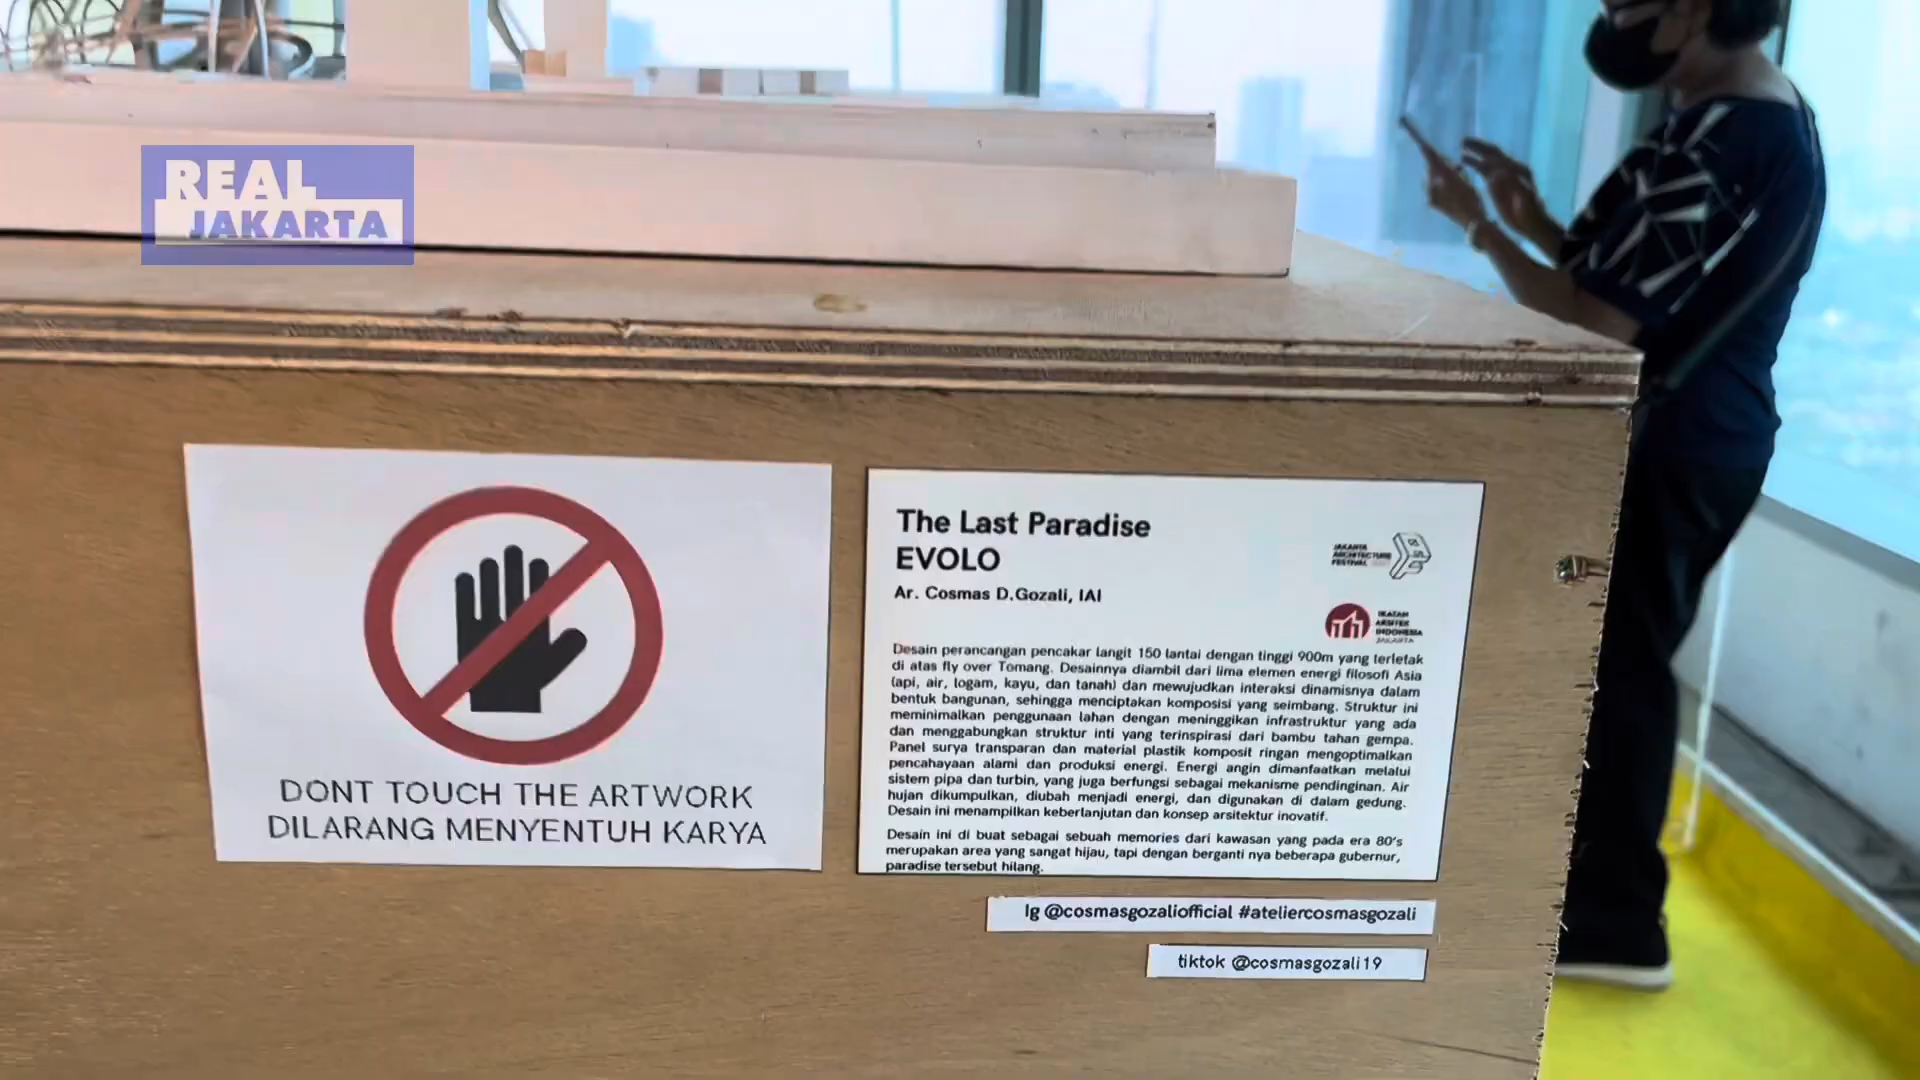 REAL
JAKARTA
DONT TOUCH THE ARTWORK
DILARANG MENYENTUH KARYA
The Last Paradise
EVOLO
Ar. Cosmas D.Gozali, IAI
JAKARTA
ARCHITECTURE
FESTIVAL
IKATAN
ARSITEK
INDONESIA
JAKARTA
Desain perancangan pencakar langit 150 lantai dengan tinggi 900m yang terletak
di atas fly over Tomang. Desainnya diambil dari lima elemen energi filosofi Asia
(api, air, logam, kayu, dan tanah) dan mewujudkan interaksi dinamisnya dalam
bentuk bangunan, sehingga menciptakan komposisi yang seimbang. Struktur ini
meminimalkan penggunaan lahan dengan meninggikan infrastruktur yang ada
dan menggabungkan struktur inti yang terinspirasi dari bambu tahan gempa.
Panel surya transparan dan material plastik komposit ringan mengoptimalkan
pencahayaan alami dan produksi energi. Energi angin dimanfaatkan melalui
sistem pipa dan turbin, yang juga berfungsi sebagai mekanisme pendinginan. Air
hujan dikumpulkan, diubah menjadi energi, dan digunakan di dalam gedung.
Desain ini menampilkan keberlanjutan dan konsep arsitektur inovatif.
Desain ini di buat sebagai sebuah memories dari kawasan yang pada era 80's
merupakan area yang sangat hijau, tapi dengan berganti nya beberapa gubernur,
paradise tersebut hilang.
Ig @cosmasgozaliofficial #ateliercosmasgozali
tiktok @cosmasgozali19